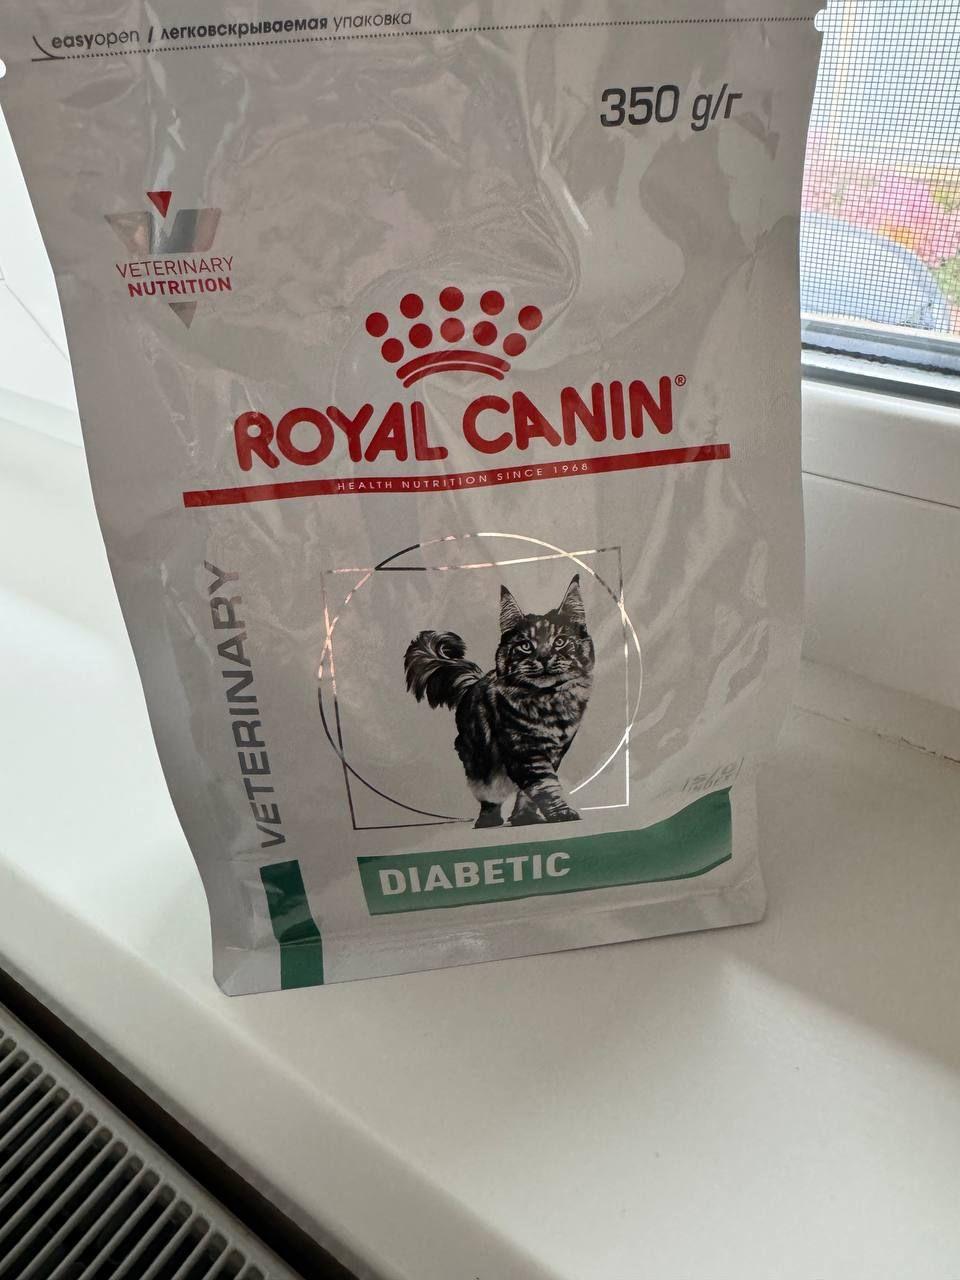 easyopen / легковскрываемая упаковка
350 g/г
VETERINARY
NUTRITION
ROYAL CANIN®
HEALTH NUTRITION SINCE 1968
VETERINARY
DIABETIC